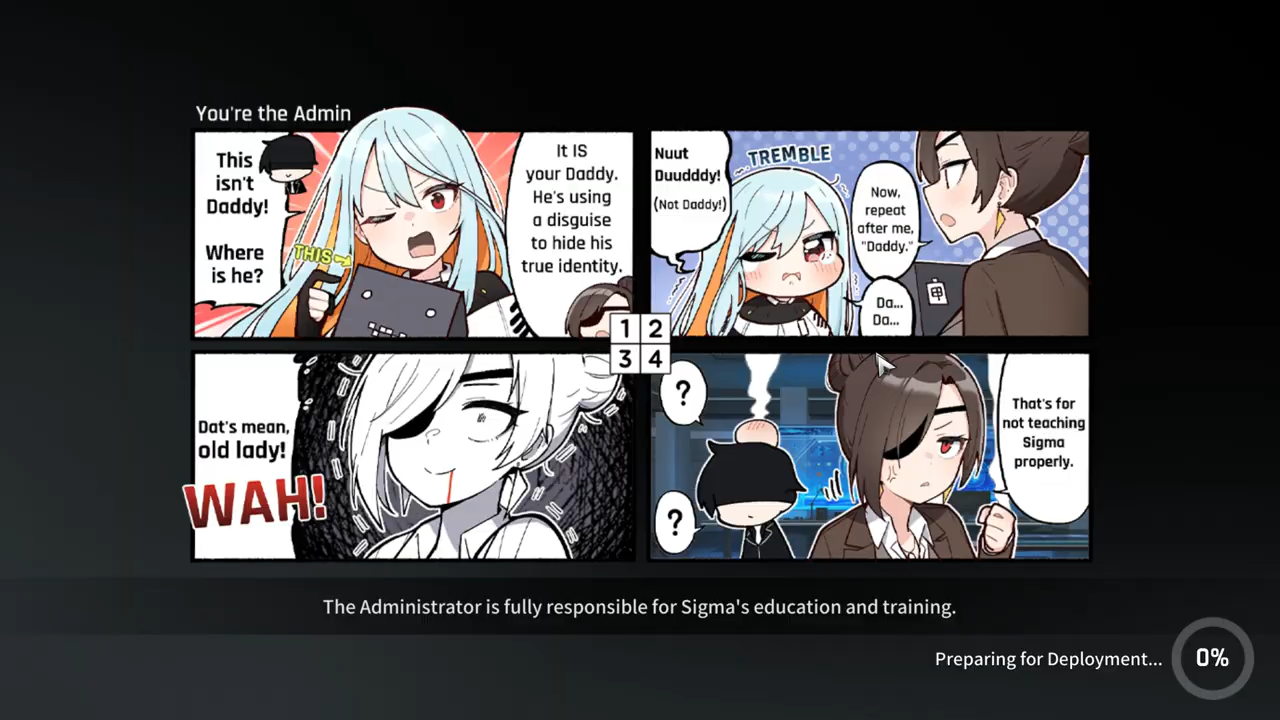 You're the Admin
This
isn't
Daddy!
Where
is he?
THIS
It IS
your Daddy.
He's using
a disguise
to hide his
true identity.
Nuut
Duudddy!
(Not Daddy!)
TREMBLE
Now,
repeat
after me,
"Daddy."
Da...
Da...
甲
1 2
3 4
Dat's mean,
old lady!
WAH!
?
?
That's for
not teaching
Sigma
properly.
The Administrator is fully responsible for Sigma's education and training.
Preparing for Deployment... 0%